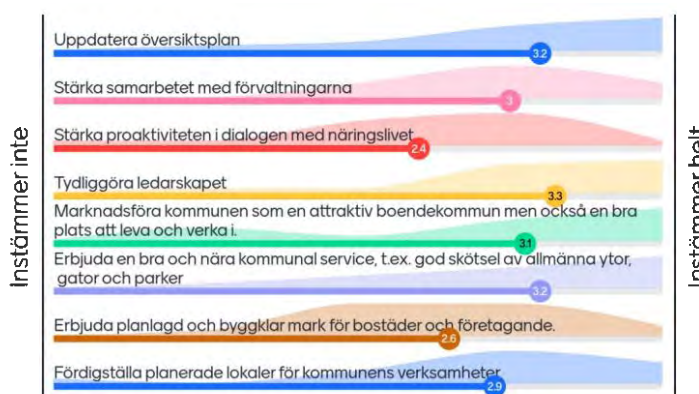 Instämmer inte
Uppdatera översiktsplan
3.2
Stärka samarbetet med förvaltningarna
3
Stärka proaktiviteten i dialogen med näringslivet
2.4
Tydliggöra ledarskapet
3.3
Marknadsföra kommunen som en attraktiv boendekommun men också en bra
plats att leva och verka i.
3.1
Erbjuda en bra och nära kommunal service, t.ex. god skötsel av allmänna ytor,
gator och parker
3.2
Erbjuda planlagd och byggklar mark för bostäder och företagande.
2.6
Fördigställa planerade lokaler för kommunens verksamheter
2.9
Instämmer helt